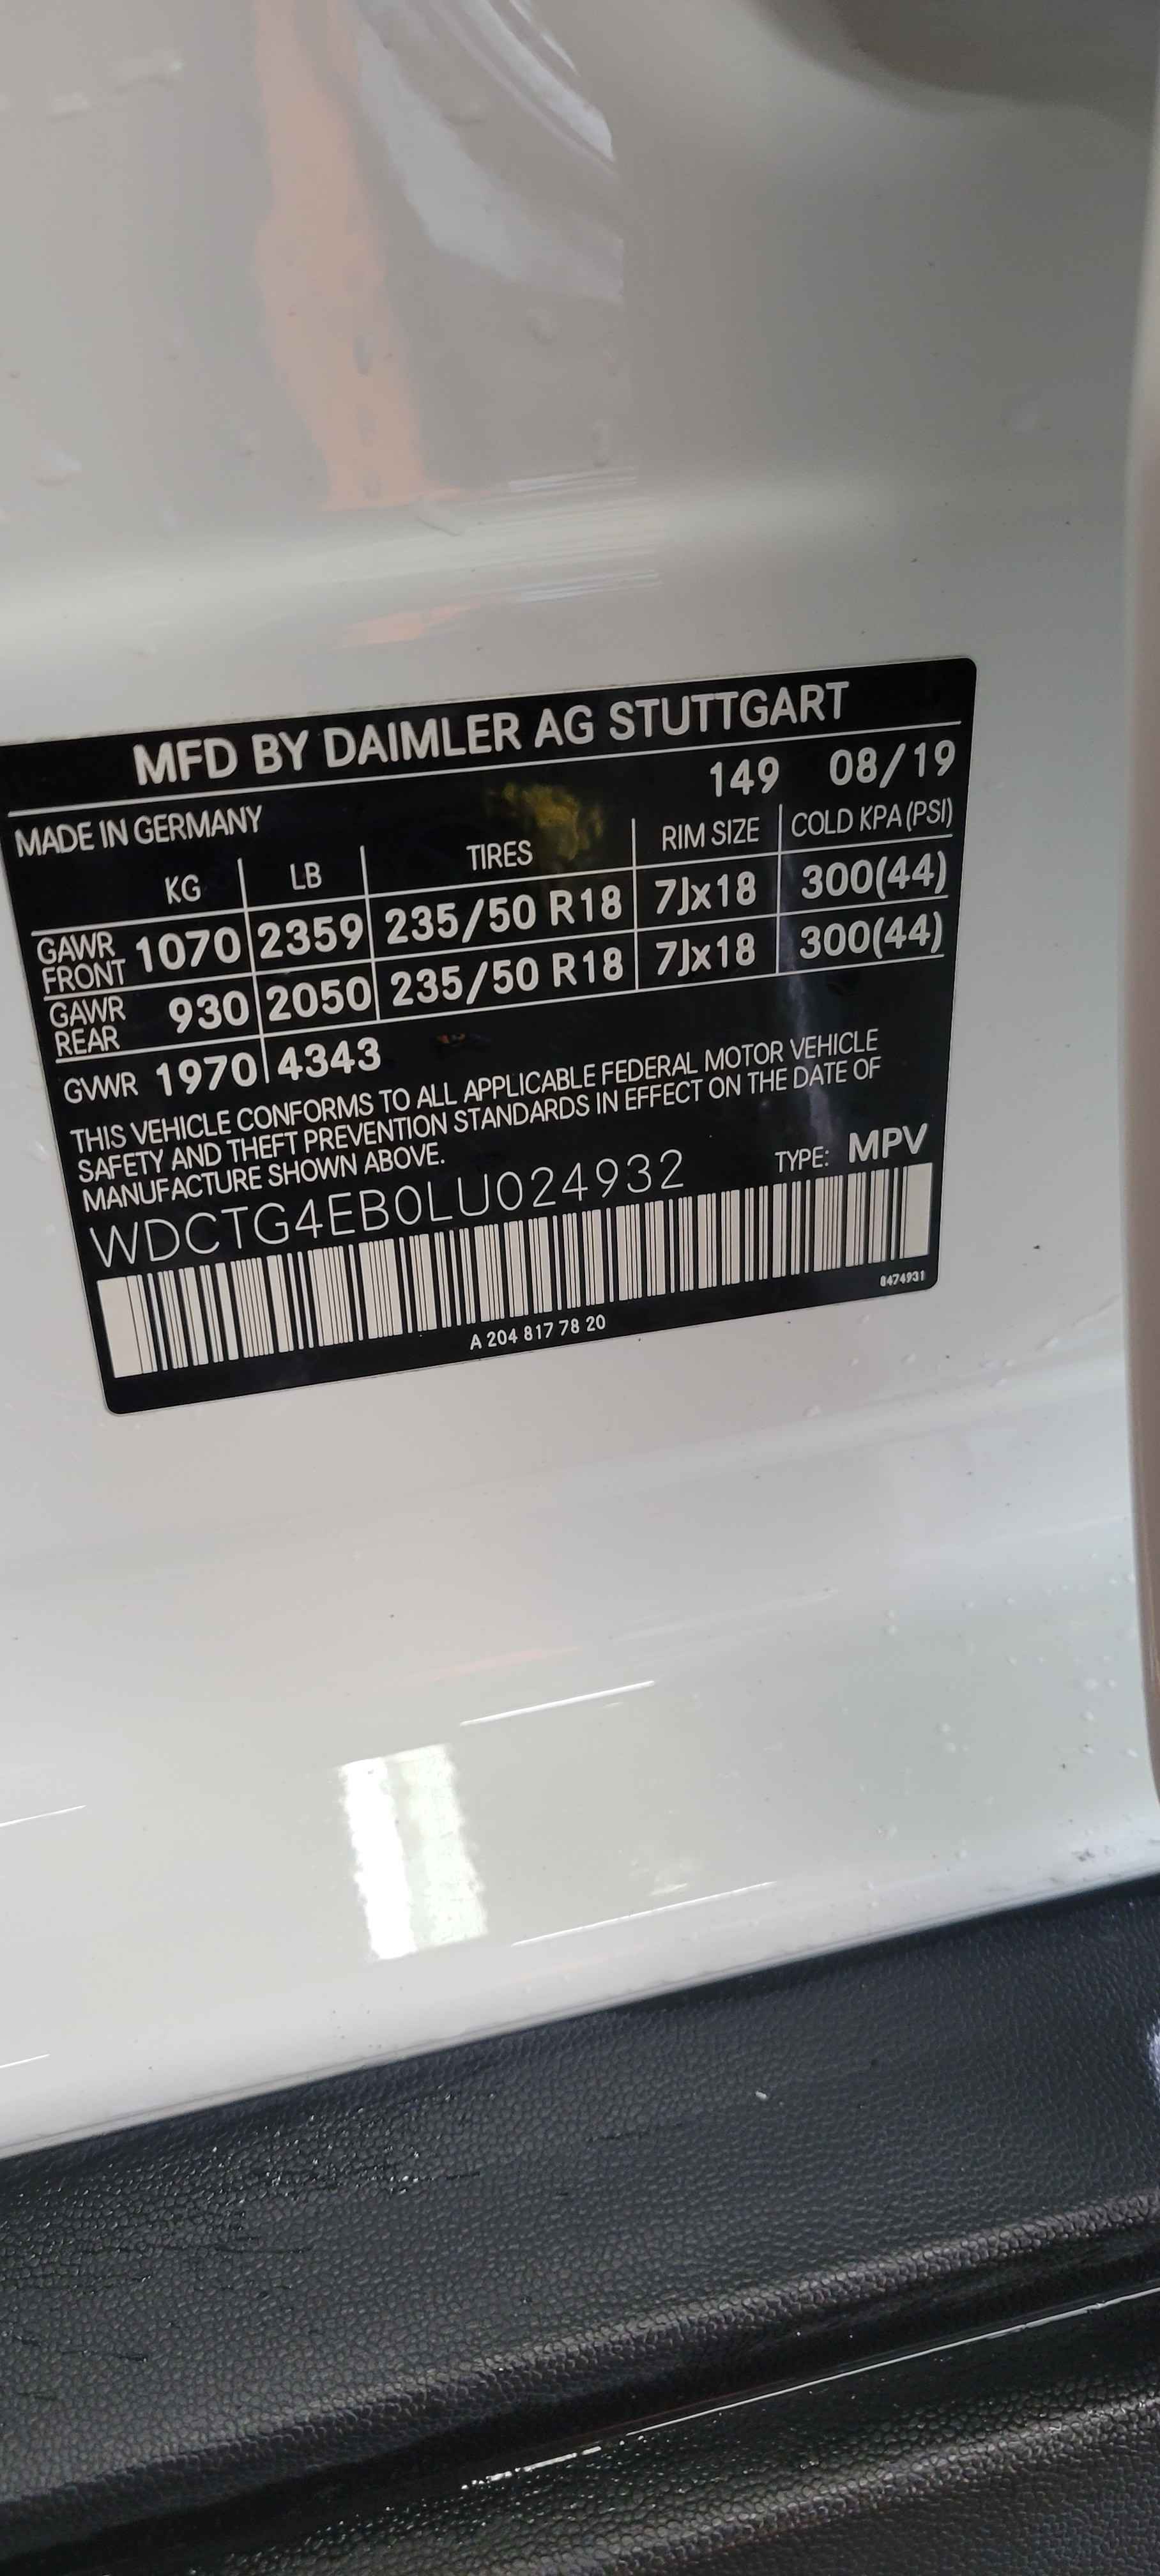 MFD BY DAIMLER AG STUTTGART
149 08/19
MADE IN GERMANY
KG LB TIRES RIM SIZE COLD KPA(PSI)
GAWR FRONT 1070 2359 235/50 R18 7Jx18 300(44)
GAWR REAR 930 2050 235/50 R18 7Jx18 300(44)
GVWR 1970 4343
THIS VEHICLE CONFORMS TO ALL APPLICABLE FEDERAL MOTOR VEHICLE
SAFETY AND THEFT PREVENTION STANDARDS IN EFFECT ON THE DATE OF
MANUFACTURE SHOWN ABOVE.
WDCTG4EB0LU024932 TYPE: MPV
0474931
A 204 817 78 20